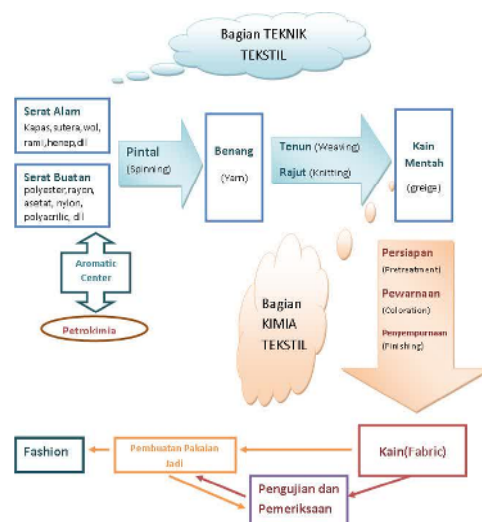 Bagian TEKNIK
TEKSTIL
Serat Alam
Kapas,sutera,wol,
rami,henep,dll
Serat Buatan
polyester,rayon,
asetat, nylon,
polyacrilic, dll
Pintal
(Spinning)
Benang
(Yarn)
Tenun (Weaving)
Rajut (Knitting)
Kain
Mentah
(greige)
Aromatic
Center
Petrokimia
Bagian
KIMIA
TEKSTIL
Persiapan
(Pretreatment)
Pewarnaan
(Coloration)
Penyempurnaan
(Finishing)
Fashion
Pembuatan Pakaian
Jadi
Kain(Fabric)
Pengujian dan
Pemeriksaan